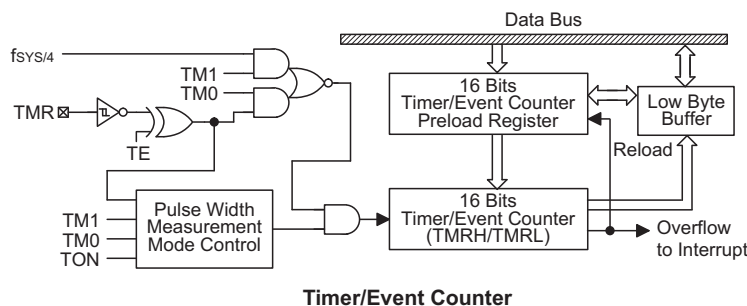 Data Bus
fSYS/4
TM1
TM0
TMR
TE
16 Bits
Timer/Event Counter
Preload Register
Low Byte
Buffer
Reload
TM1
TM0
TON
Pulse Width
Measurement
Mode Control
16 Bits
Timer/Event Counter
(TMRH/TMRL)
Overflow
to Interrupt
Timer/Event Counter